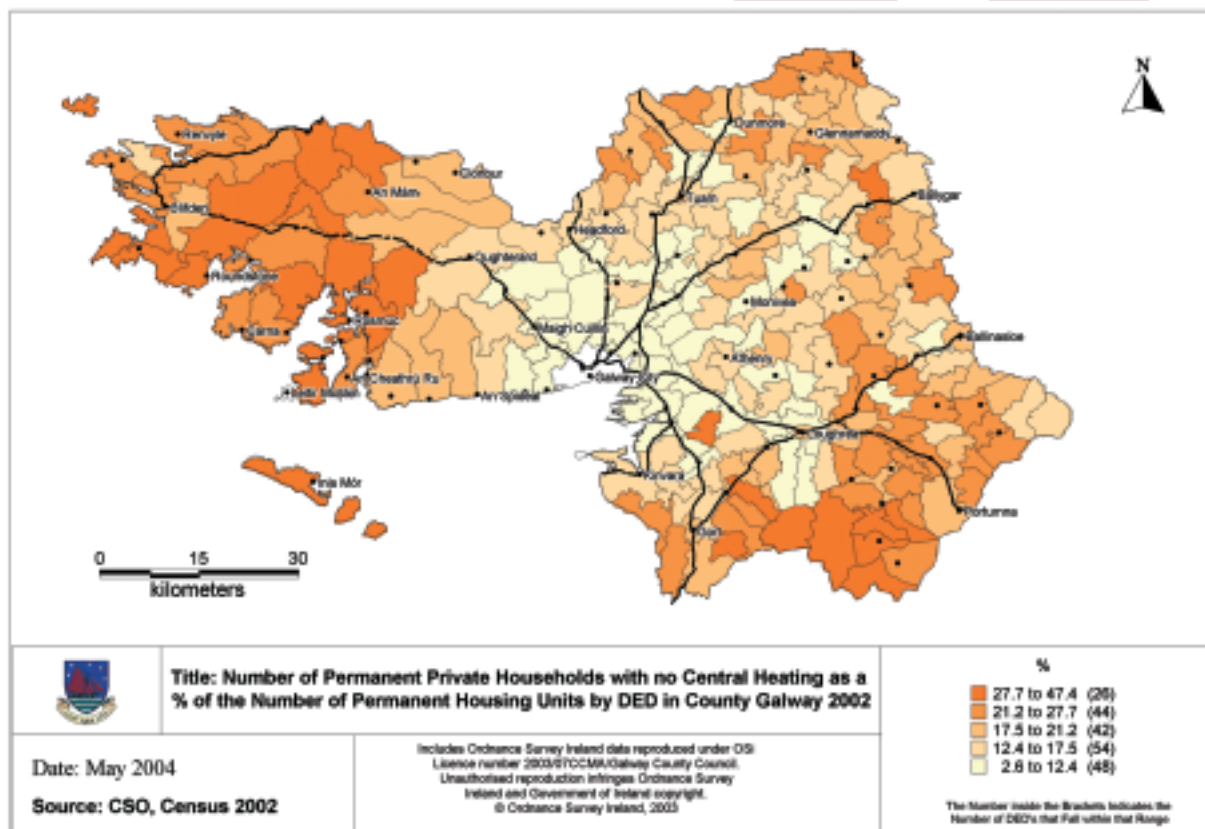 N
Renvyle
Clonbur
An Mám
Clifden
Roundstone
Carna
Rosmuc
An Cheathrú Rua
An Spidéal
Oughterard
Maigh Cuilin
Galway City
Headford
Tuam
Dunmore
Glennamaddy
Ballygar
Monivea
Athenry
Ballinasloe
Loughrea
Kinvara
Gort
Portumna
Inis Mór
0 15 30
kilometers
Title: Number of Permanent Private Households with no Central Heating as a
% of the Number of Permanent Housing Units by DED in County Galway 2002
Date: May 2004
Source: CSO, Census 2002
Includes Ordnance Survey Ireland data reproduced under OSi
Licence number 2003/07CCMA/Galway County Council.
Unauthorised reproduction infringes Ordnance Survey
Ireland and Government of Ireland copyright.
© Ordnance Survey Ireland, 2003
%
27.7 to 47.4 (26)
21.2 to 27.7 (44)
17.5 to 21.2 (42)
12.4 to 17.5 (54)
2.6 to 12.4 (48)
The Number inside the Brackets Indicates the
Number of DED's that Fall within that Range